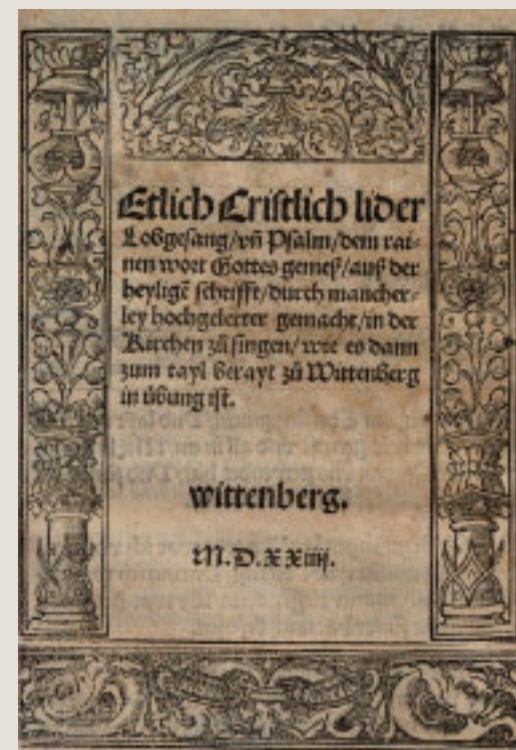 Etlich Cristlich lider
Lobgesang/vñ Psalm/dem rai-
nen wort Gottes gemeß/auß der
heyligē schrifft/durch mancher-
ley hochgelerter gemacht/in der
Kirchen zů singen/wie es dann
zum tayl berayt zů Wittenberg
in übung ist.
wittenberg.
M.D.XXiiij.